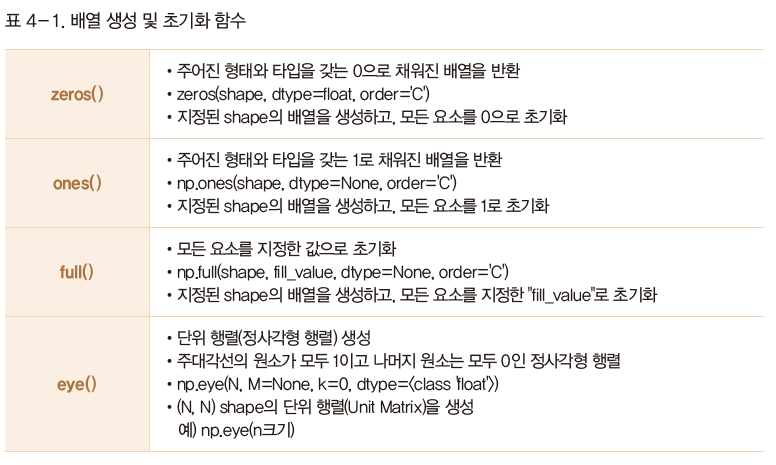 표 4-1. 배열 생성 및 초기화 함수
zeros()
• 주어진 형태와 타입을 갖는 0으로 채워진 배열을 반환
• zeros(shape, dtype=float, order='C')
• 지정된 shape의 배열을 생성하고, 모든 요소를 0으로 초기화
ones()
• 주어진 형태와 타입을 갖는 1로 채워진 배열을 반환
• np.ones(shape, dtype=None, order='C')
• 지정된 shape의 배열을 생성하고, 모든 요소를 1로 초기화
full()
• 모든 요소를 지정한 값으로 초기화
• np.full(shape, fill_value, dtype=None, order='C')
• 지정된 shape의 배열을 생성하고, 모든 요소를 지정한 "fill_value"로 초기화
eye()
• 단위 행렬(정사각형 행렬) 생성
• 주대각선의 원소가 모두 1이고 나머지 원소는 모두 0인 정사각형 행렬
• np.eye(N, M=None, k=0, dtype=<class 'float'>)
• (N, N) shape의 단위 행렬(Unit Matrix)을 생성
예) np.eye(n크기)